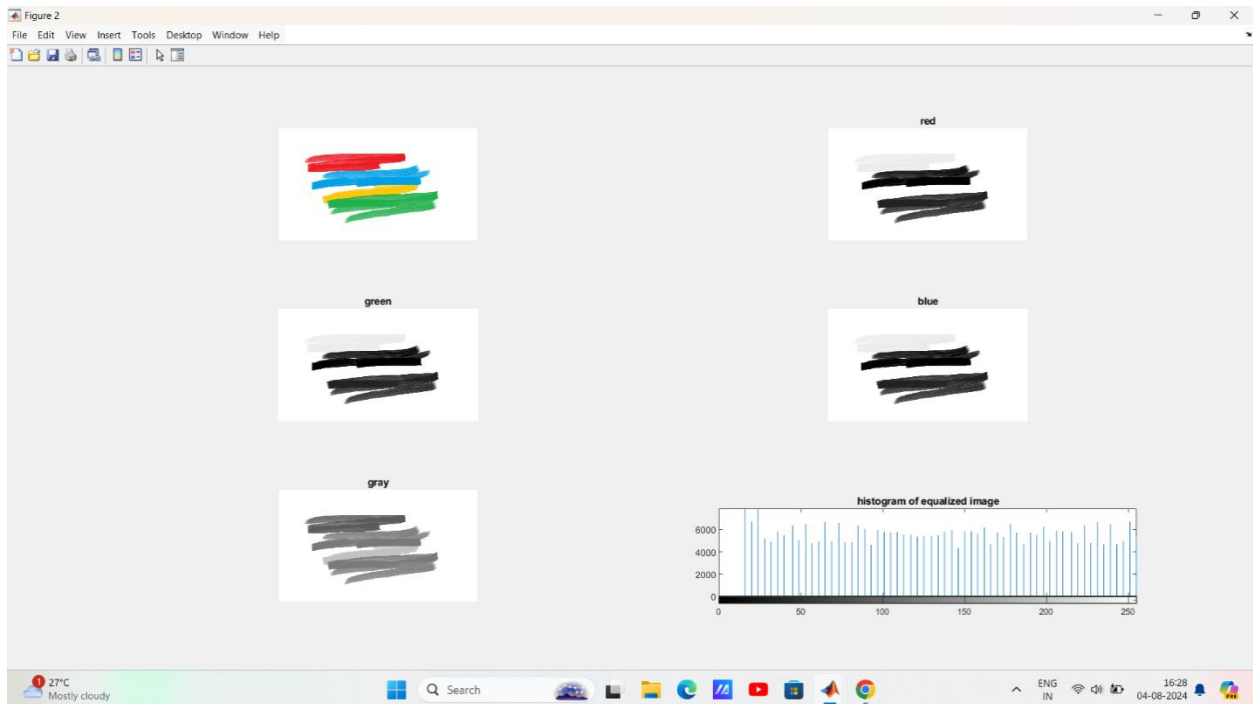 Figure 2
File Edit View Insert Tools Desktop Window Help
red
green
blue
gray
histogram of equalized image
6000
4000
2000
0
0 50 100 150 200 250
1
27°C
Mostly cloudy
Search
ENG
IN
16:28
04-08-2024
PRE